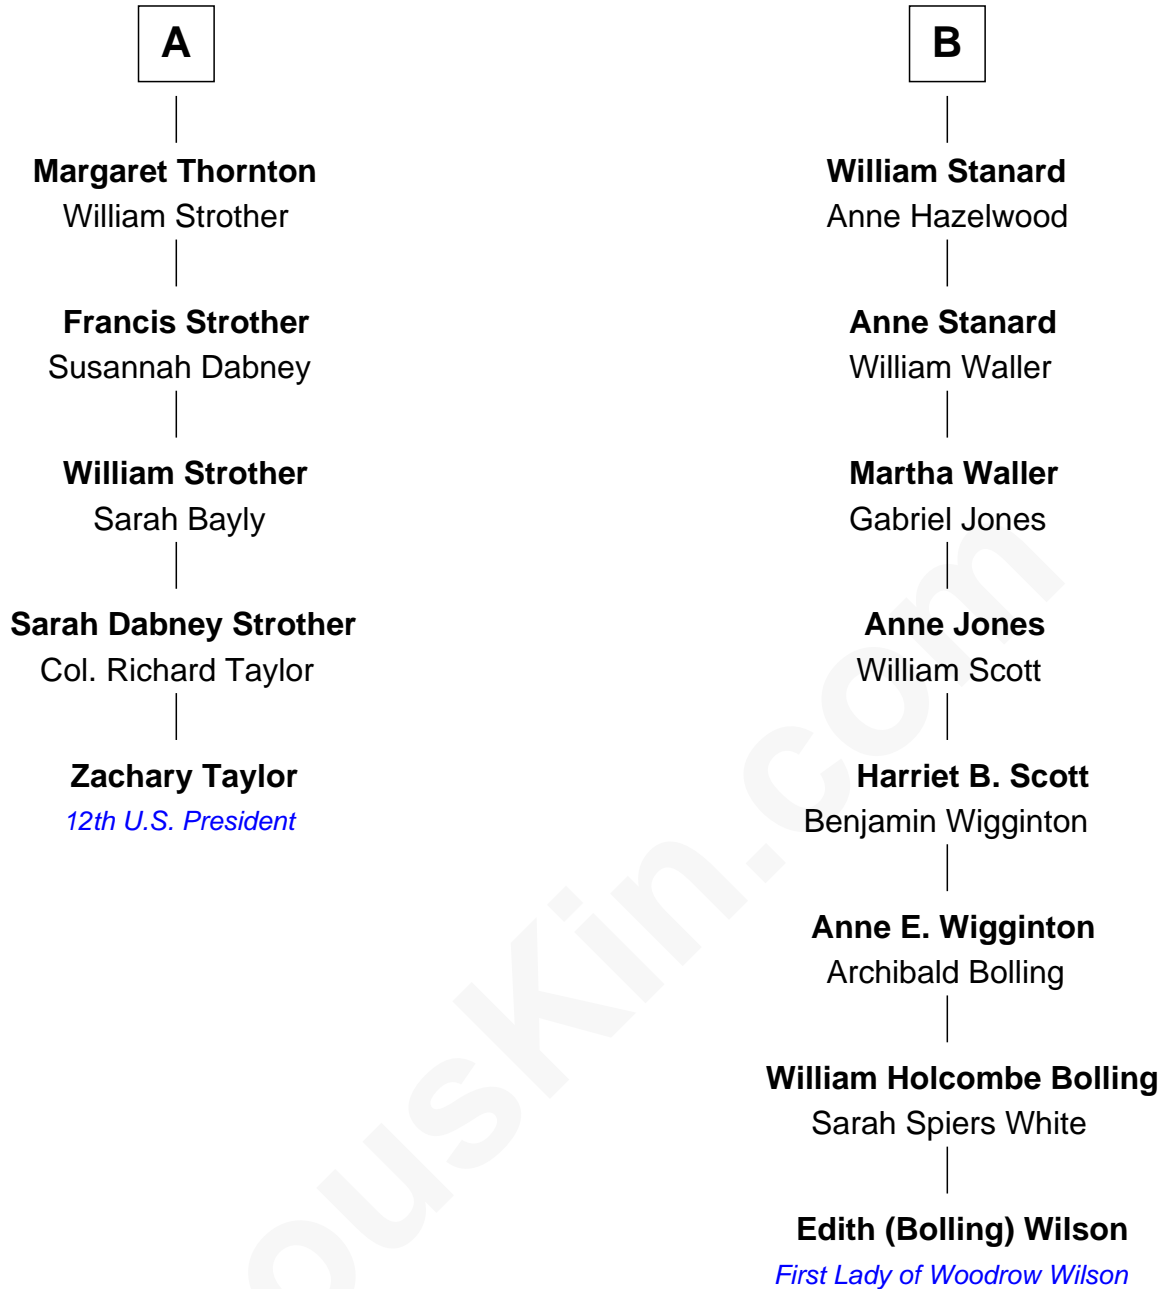 A
Margaret Thornton
William Strother
Francis Strother
Susannah Dabney
William Strother
Sarah Bayly
Sarah Dabney Strother
Col. Richard Taylor
Zachary Taylor
12th U.S. President
B
William Stanard
Anne Hazelwood
Anne Stanard
William Waller
Martha Waller
Gabriel Jones
Anne Jones
William Scott
Harriet B. Scott
Benjamin Wigginton
Anne E. Wigginton
Archibald Bolling
William Holcombe Bolling
Sarah Spiers White
Edith (Bolling) Wilson
First Lady of Woodrow Wilson
ousKin.com